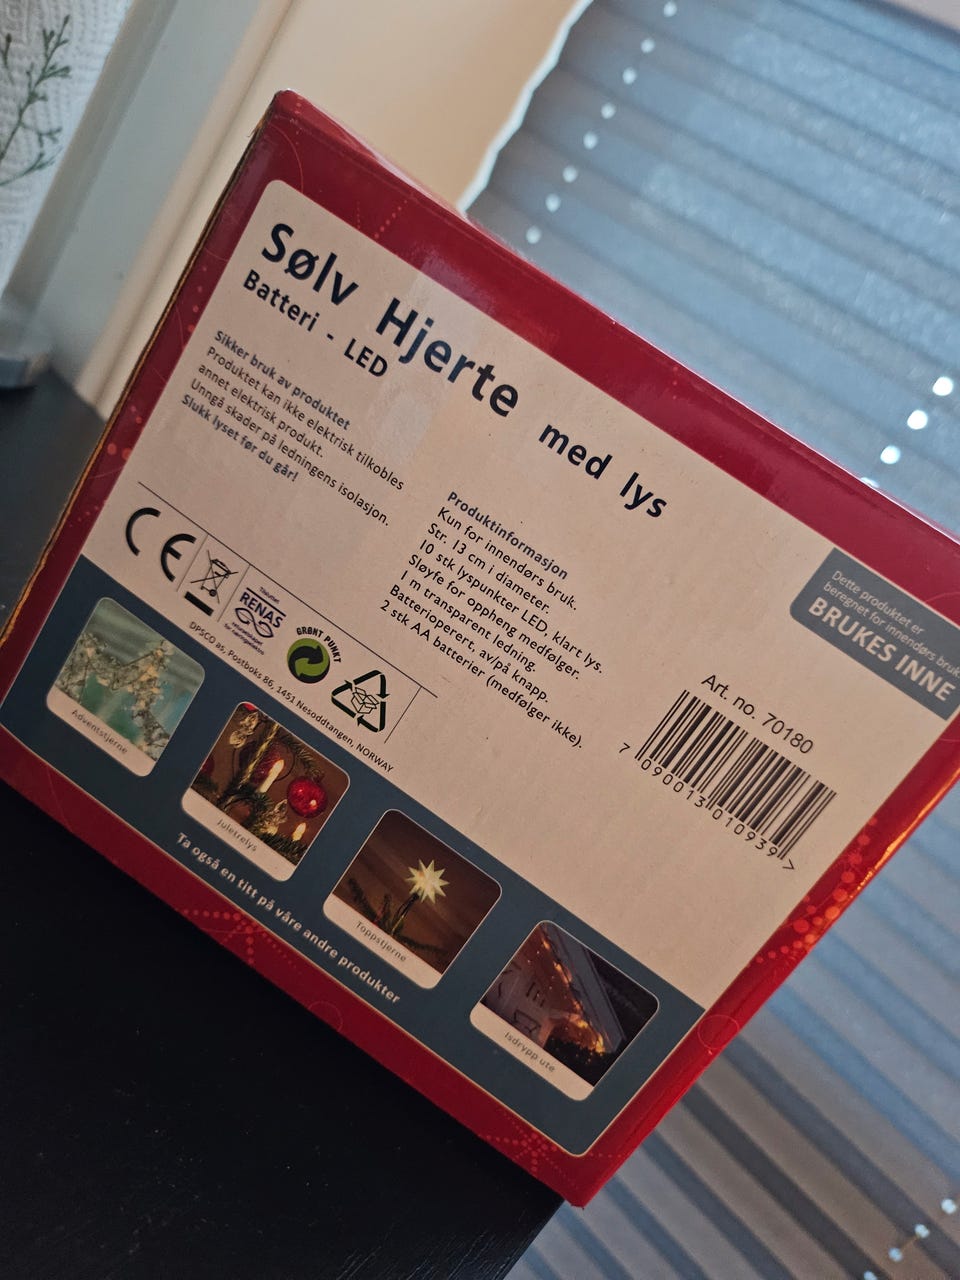 Sølv Hjerte med lys
Batteri - LED
Sikker bruk av produktet
Produktet kan ikke elektrisk tilkobles
annet elektrisk produkt.
Unngå skader på ledningens isolasjon.
Slukk lyset før du går!
Produktinformasjon
Kun for innendørs bruk.
Str. 13 cm i diameter.
10 stk lyspunkter LED, klart lys.
Sløyfe for oppheng medfølger.
1 m transparent ledning.
Batterioperert, av/på knapp.
2 stk AA batterier (medfølger ikke).
CE
Tilsluttet
RENAS
GRØNT PUNKT
DPSCO as, Postboks 86, 1451 Nesoddtangen, NORWAY
Dette produktet er
beregnet for innendørs bruk
BRUKES INNE
Art. no. 70180
7 090013 010939 >
Adventstjerne
Juletrelys
Toppstjerne
Isdrypp ute
Ta også en titt på våre andre produkter